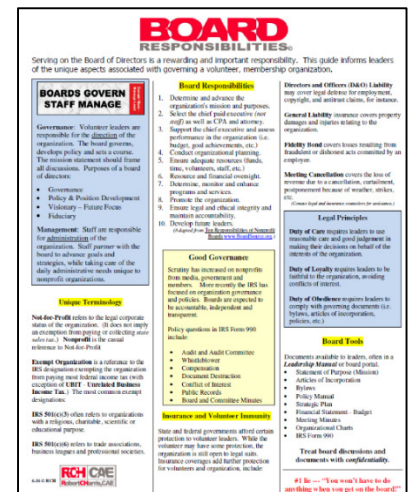 BOARD
RESPONSIBILITIES
Serving on the Board of Directors is a rewarding and important responsibility. This guide informs leaders
of the unique aspects associated with governing a volunteer, membership organization.
BOARDS GOVERN
STAFF MANAGE
Governance: Volunteer leaders are
responsible for the direction of the
organization. The board governs,
develops policy and sets a course.
The mission statement should frame
all discussions. Purposes of a board
of directors:
• Governance
• Policy & Position Development
• Visionary – Future Focus
• Fiduciary
Management: Staff are responsible
for administration of the
organization. Staff partner with the
board to advance goals and
strategies, while taking care of the
daily administrative needs unique to
nonprofit organizations.
Unique Terminology
Not-for-Profit refers to the legal corporate
status of the organization. (It does not imply
an exemption from paying or collecting state
sales tax.) Nonprofit is the casual
reference to Not-for-Profit.
Exempt Organization is a reference to the
IRS designation exempting the organization
from paying most federal income tax (with
exception of UBIT - Unrelated Business
Income Tax.) The most common exempt
designations:
IRS 501(c)(3) often refers to organizations
with a religious, charitable, scientific or
educational purpose.
IRS 501(c)(6) refers to trade associations,
business leagues and professional societies.
RCH CAE
RobertCHarris,CAE
Board Responsibilities
1. Determine and advance the
organization's mission and purposes.
2. Select the chief paid executive (not
staff) as well as CPA and attorney.
3. Support the chief executive and assess
performance in the organization (i.e.
budget, goal achievements, etc.)
4. Conduct organizational planning.
5. Ensure adequate resources (funds,
time, volunteers, staff, etc.)
6. Resource and financial oversight.
7. Determine, monitor and enhance
programs and services.
8. Promote the organization.
9. Ensure legal and ethical integrity and
maintain accountability.
10. Develop future leaders.
(Adapted from Ten Responsibilities of Nonprofit
Boards www.BoardSource.org.)
Good Governance
Scrutiny has increased on nonprofits
from media, government and
members. More recently the IRS has
focused on organization governance
and policies. Boards are expected to
be accountable, independent and
transparent.
Policy questions in IRS Form 990
include:
• Audit and Audit Committee
• Whistleblower
• Compensation
• Document Destruction
• Conflict of Interest
• Public Records
• Board and Committee Minutes
Insurance and Volunteer Immunity
State and federal governments afford certain
protection to volunteer leaders. While the
volunteer may have some protection, the
organization is still open to legal suits.
Insurance coverages add further protection
for volunteers and organization, include
Directors and Officers (D&O) Liability
may cover legal defense for employment,
copyright, and antitrust claims, for instance.
General Liability insurance covers property
damages and injuries relating to the
organization.
Fidelity Bond covers losses resulting from
fraudulent or dishonest acts committed by an
employee.
Meeting Cancellation covers the loss of
revenue due to a cancellation, curtailment,
postponement because of weather, strikes,
etc.
(Contact legal and insurance counselors for assistance.)
Legal Principles
Duty of Care requires leaders to use
reasonable care and good judgement in
making their decisions on behalf of the
interests of the organization.
Duty of Loyalty requires leaders to be
faithful to the organization, avoiding
conflicts of interest.
Duty of Obedience requires leaders to
comply with governing documents (i.e.
bylaws, articles of incorporation,
policies, etc.)
Board Tools
Documents available to leaders, often in a
Leadership Manual or board portal.
• Statement of Purpose (Mission)
• Articles of Incorporation
• Bylaws
• Policy Manual
• Strategic Plan
• Financial Statement - Budget
• Meeting Minutes
• Organizational Charts
• IRS Form 990
Treat board discussions and
documents with confidentiality.
#1 lie --- "You won't have to do
anything when you get on the board!"